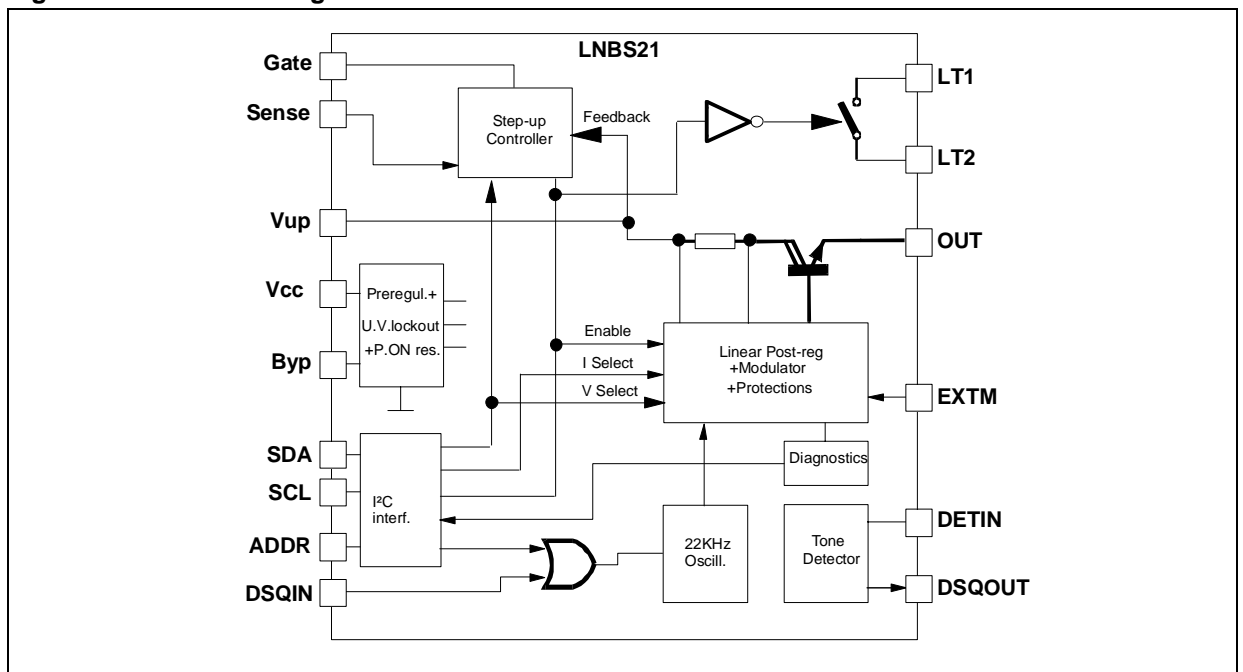 LNBS21
Gate
LT1
Sense
Step-up
Controller
Feedback
LT2
Vup
OUT
Vcc
Preregul.+
U.V.lockout
+P.ON res.
Byp
Enable
I Select
V Select
Linear Post-reg
+Modulator
+Protections
EXTM
SDA
SCL
ADDR
I²C
interf.
Diagnostics
DSQIN
22KHz
Oscill.
Tone
Detector
DETIN
DSQOUT